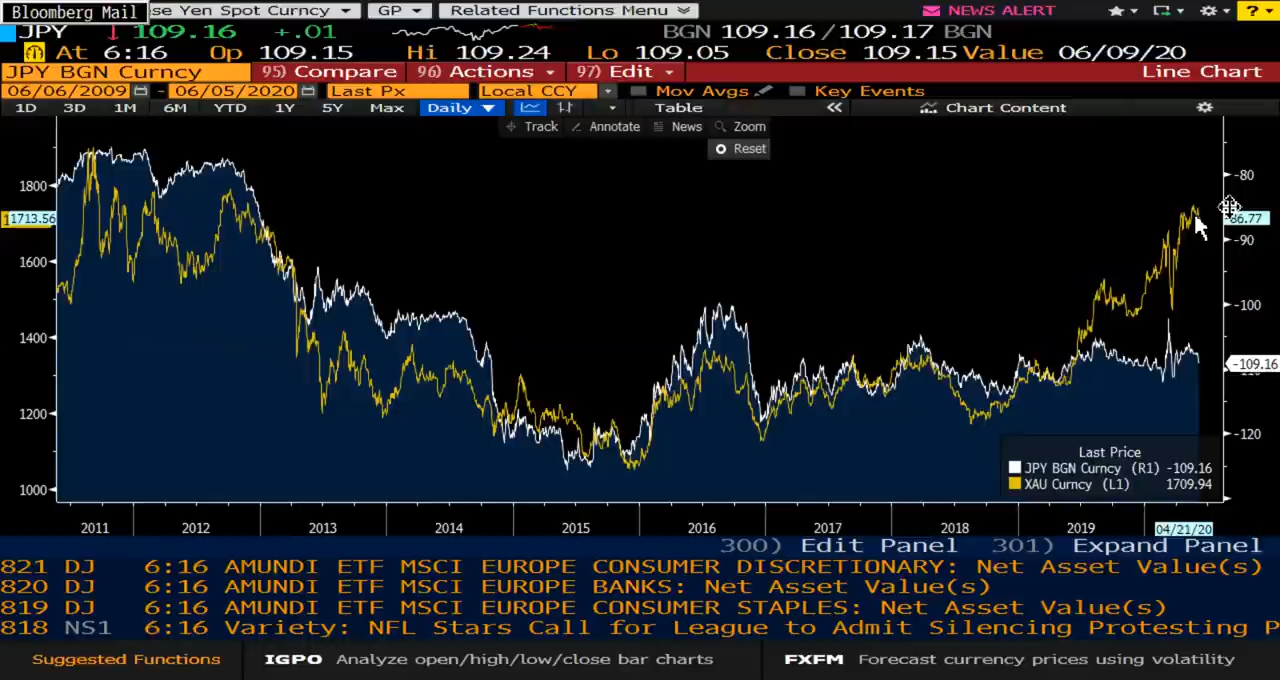 Bloomberg Mail se Yen Spot Curncy GP Related Functions Menu NEWS ALERT ?
JPY ↓ 109.16 +.01 BGN 109.16/109.17 BGN
At 6:16 Op 109.15 Hi 109.24 Lo 109.05 Close 109.15 Value 06/09/20
JPY BGN Curncy 95) Compare 96) Actions 97) Edit Line Chart
06/06/2009 - 06/05/2020 Last Px Local CCY Mov Avgs Key Events
1D 3D 1M 6M YTD 1Y 5Y Max Daily Table « Chart Content
Track Annotate News Zoom
Reset
1800
1713.56
1600
1400
1200
1000
-80
86.77
-90
-100
-109.16
-120
Last Price
JPY BGN Curncy (R1) -109.16
XAU Curncy (L1) 1709.94
2011 2012 2013 2014 2015 2016 2017 2018 2019 04/21/20
300) Edit Panel 301) Expand Panel
821 DJ 6:16 AMUNDI ETF MSCI EUROPE CONSUMER DISCRETIONARY: Net Asset Value(s)
820 DJ 6:16 AMUNDI ETF MSCI EUROPE BANKS: Net Asset Value(s)
819 DJ 6:16 AMUNDI ETF MSCI EUROPE CONSUMER STAPLES: Net Asset Value(s)
818 NS1 6:16 Variety: NFL Stars Call for League to Admit Silencing Protesting P
Suggested Functions IGPO Analyze open/high/low/close bar charts FXFM Forecast currency prices using volatility